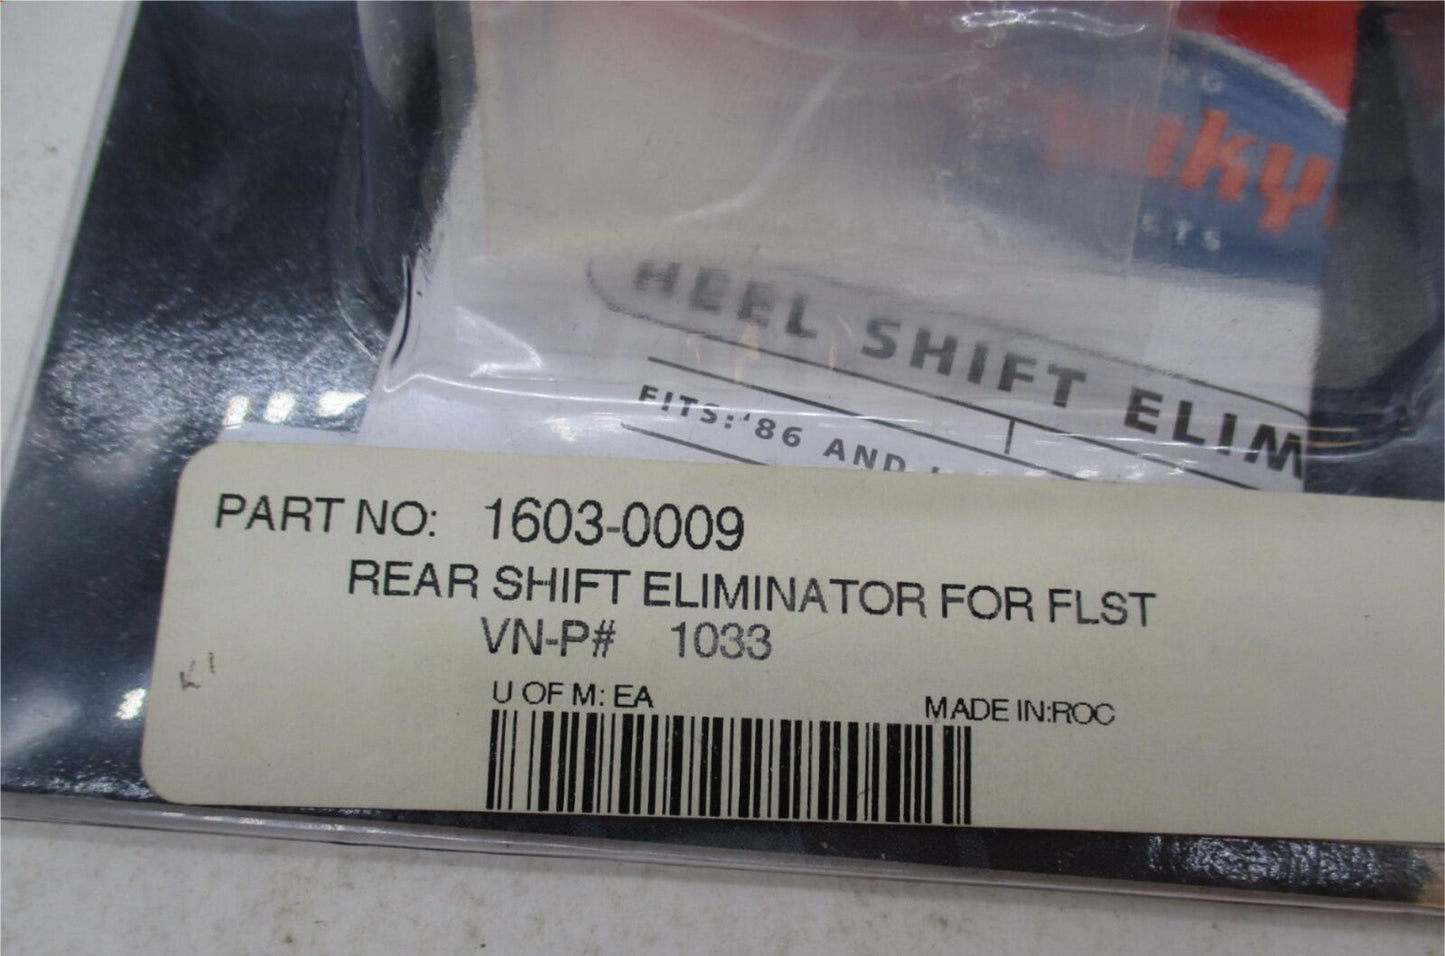 HEEL SHIFT ELIM
FITS: '86 AND
PART NO: 1603-0009
REAR SHIFT ELIMINATOR FOR FLST
VN-P# 1033
K1
U OF M: EA
MADE IN:ROC